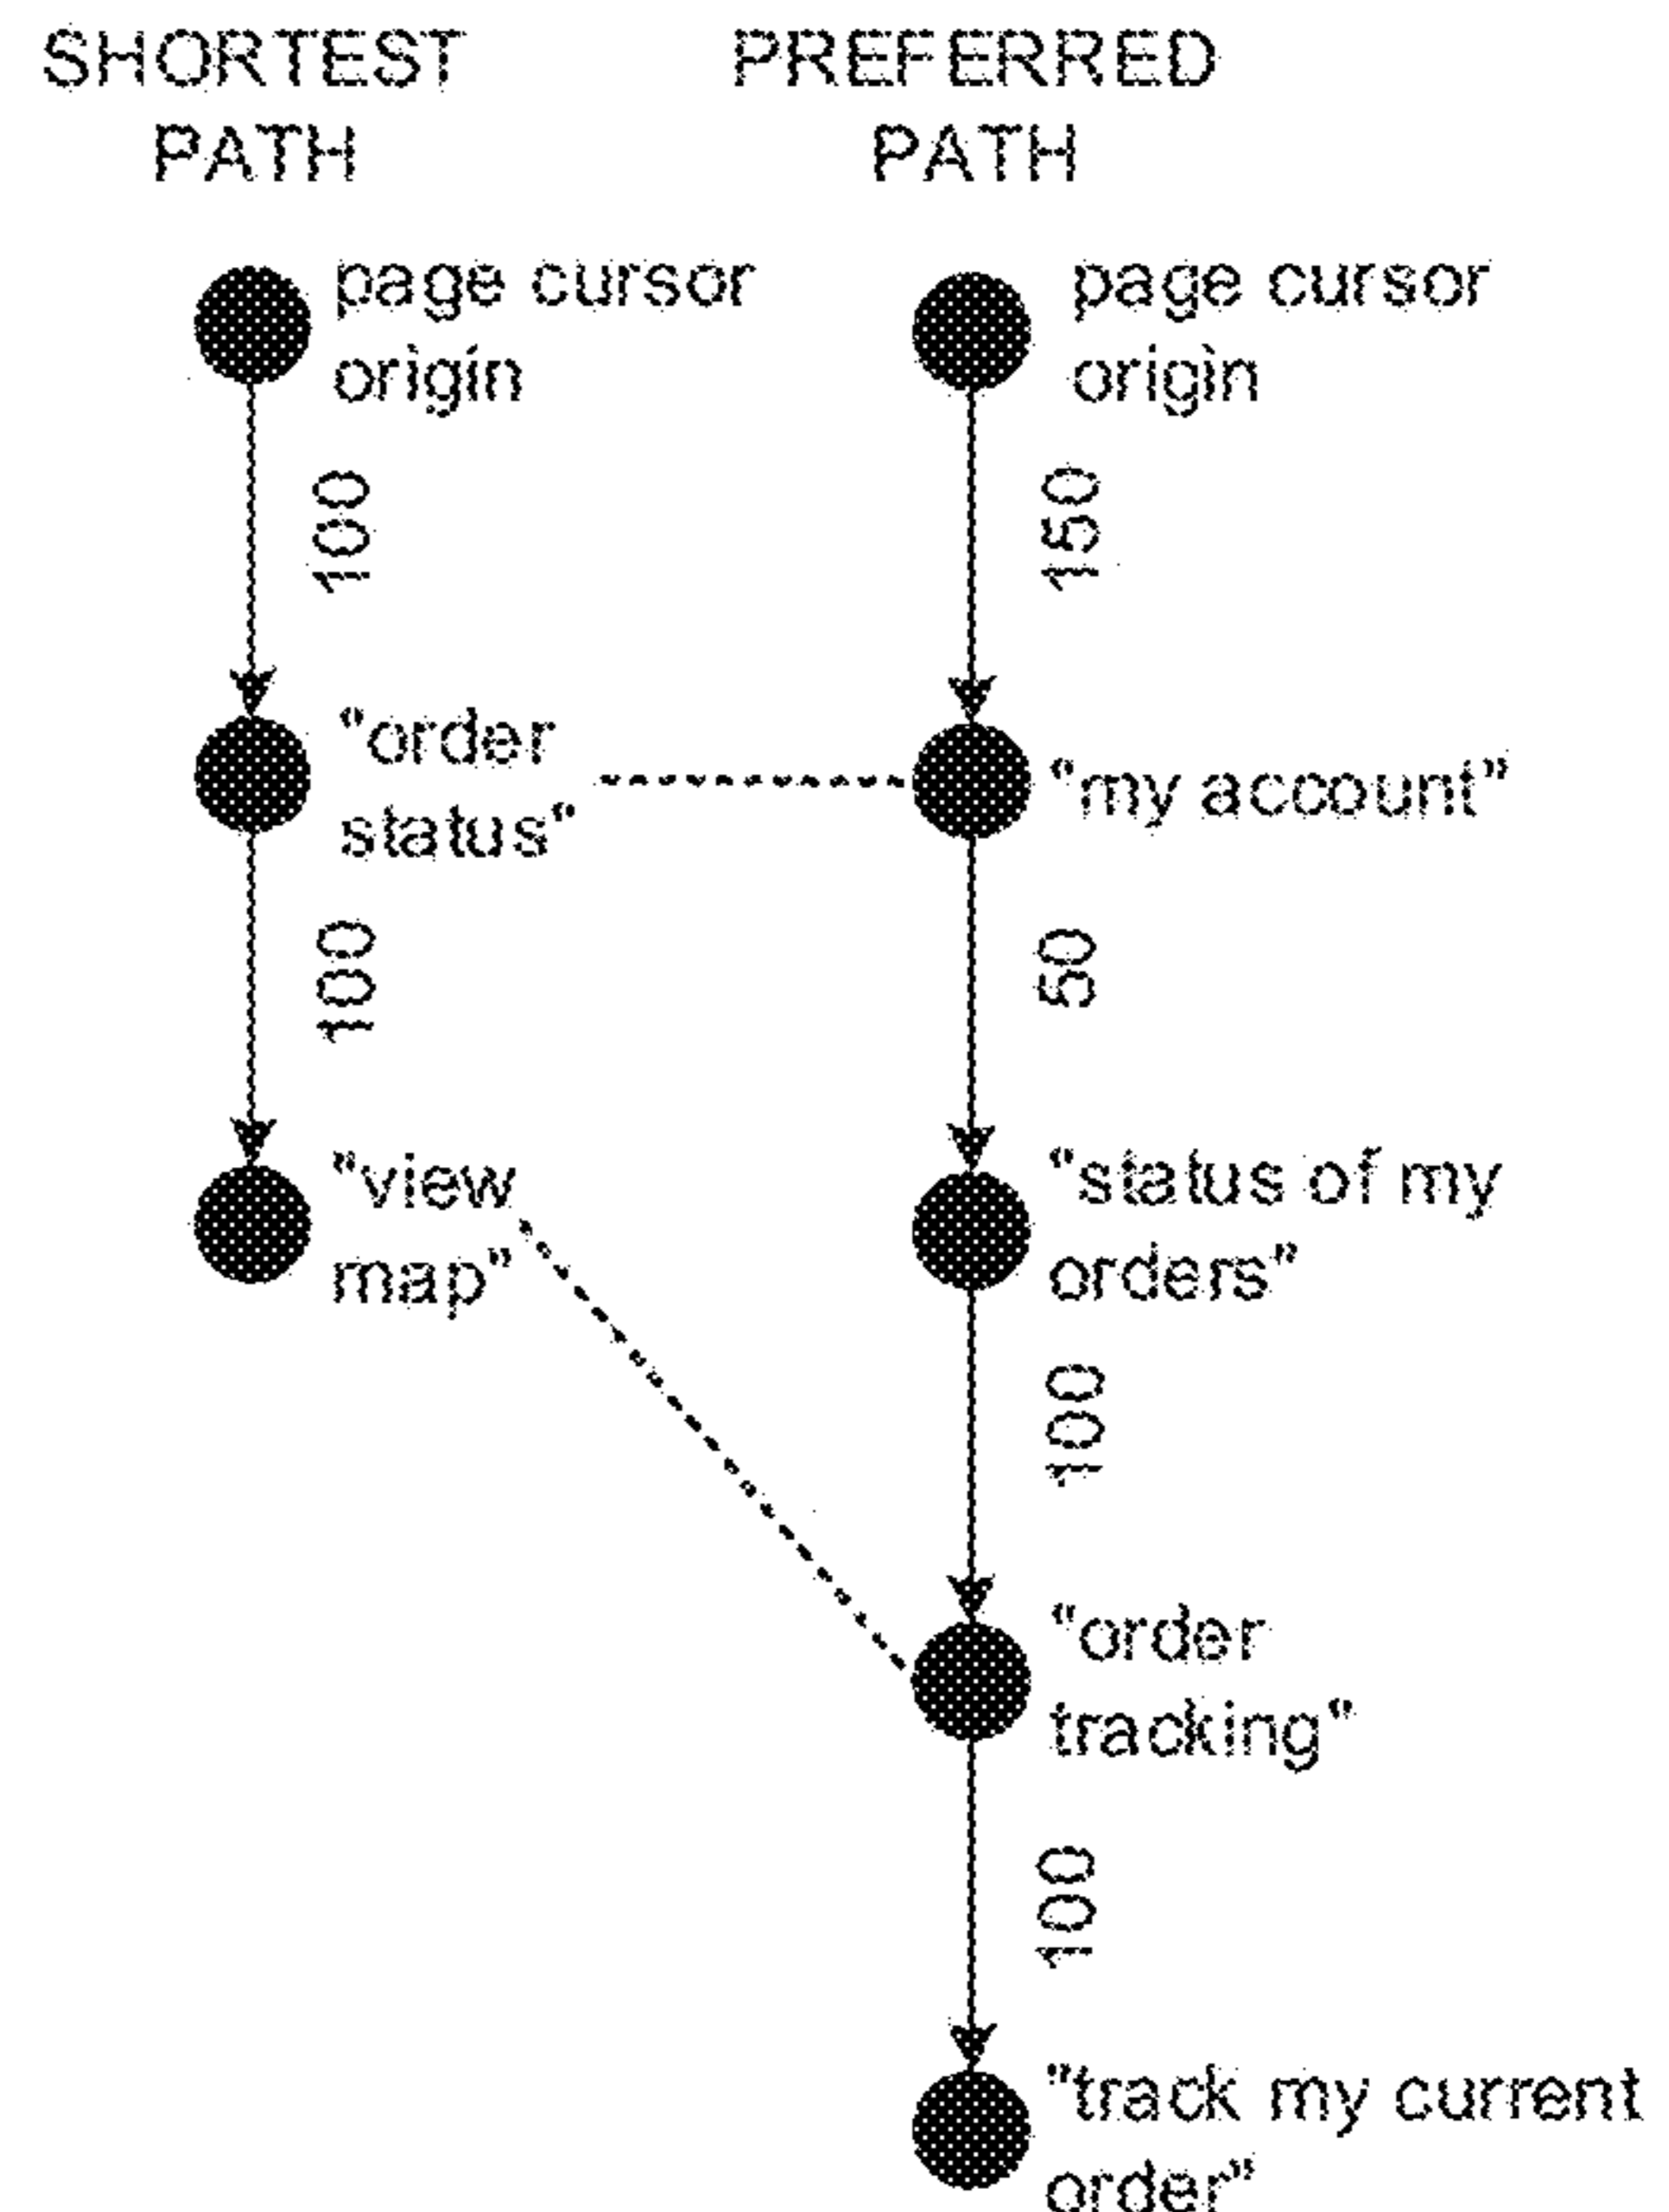 SHORTEST
PATH
page cursor
origin
100
"order
status"
100
"view
map"
PREFERRED
PATH
page cursor
origin
150
"my account"
50
"status of my
orders"
100
"order
tracking"
100
"track my current
order"